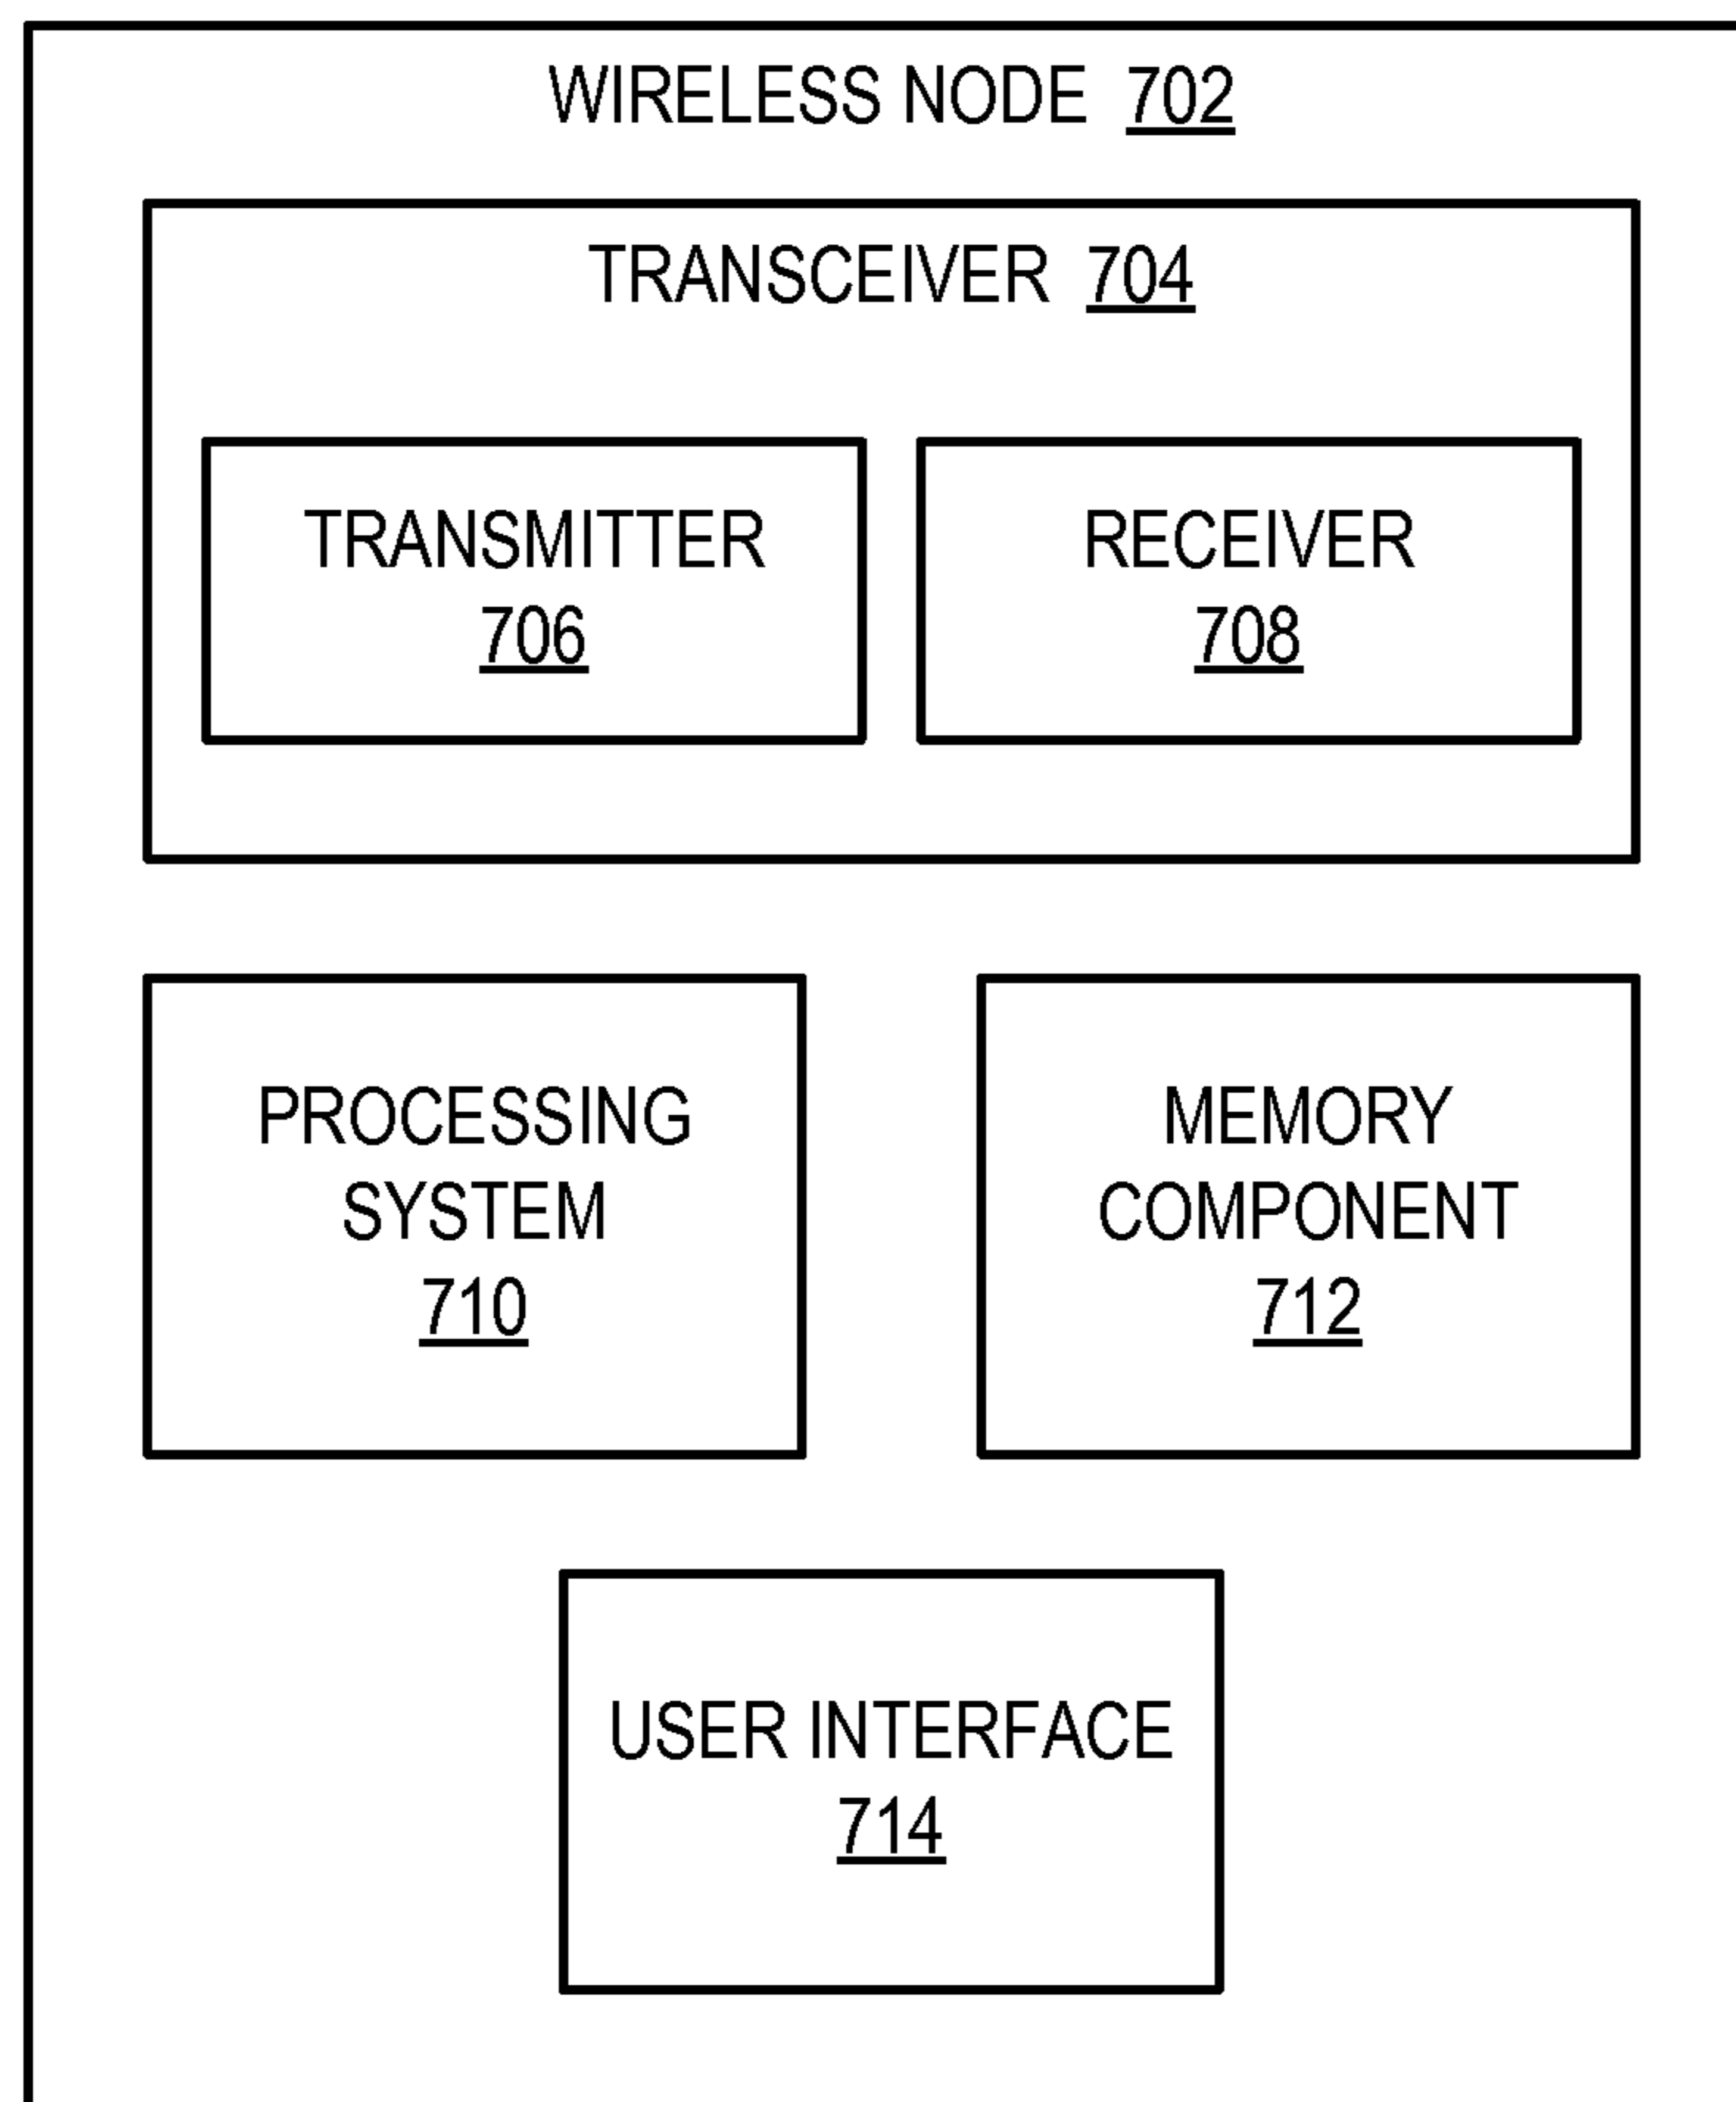 WIRELESS NODE 702
TRANSCEIVER 704
TRANSMITTER
706
RECEIVER
708
PROCESSING
SYSTEM
710
MEMORY
COMPONENT
712
USER INTERFACE
714